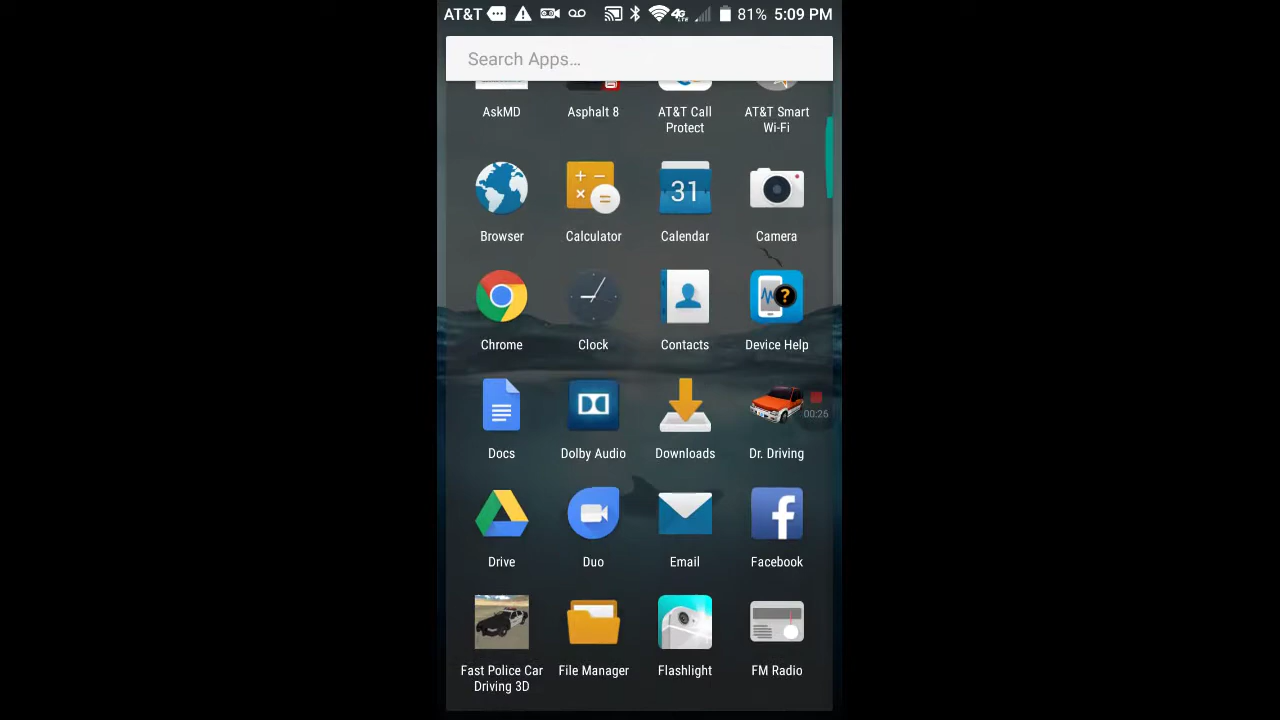 AT&T 4G LTE 81% 5:09 PM
Search Apps...
AskMD Asphalt 8 AT&T Call Protect AT&T Smart Wi-Fi
31
Browser Calculator Calendar Camera
Chrome Clock Contacts Device Help
00:26
Docs Dolby Audio Downloads Dr. Driving
Drive Duo Email Facebook
Fast Police Car Driving 3D File Manager Flashlight FM Radio